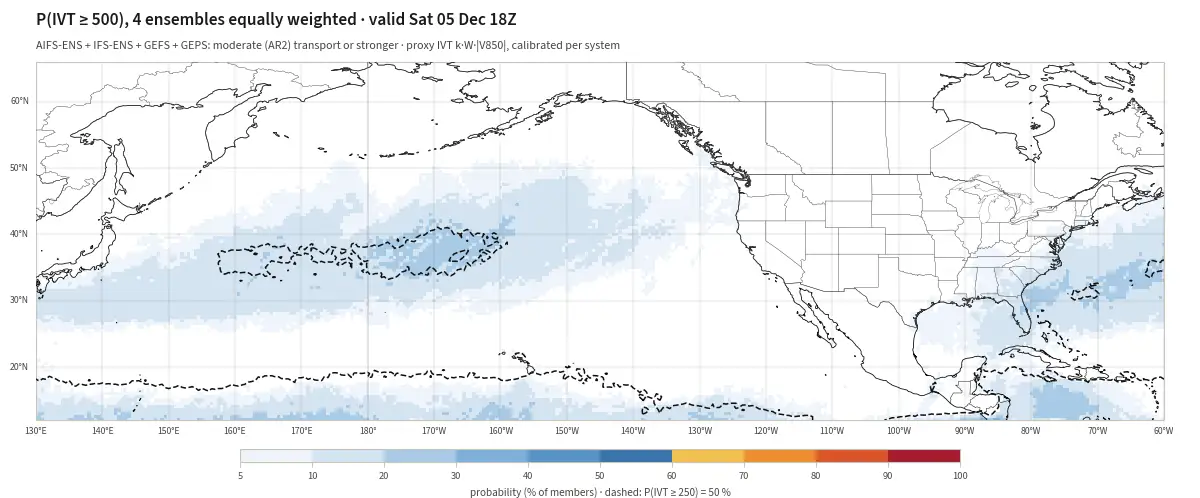 P(IVT ≥ 500), 4 ensembles equally weighted · valid Sat 05 Dec 18Z
AIFS-ENS + IFS-ENS + GEFS + GEPS: moderate (AR2) transport or stronger · proxy IVT k·W·|V850|, calibrated per system
60°N
50°N
40°N
30°N
20°N
130°E 140°E 150°E 160°E 170°E 180° 170°W 160°W 150°W 140°W 130°W 120°W 110°W 100°W 90°W 80°W 70°W 60°W
5 10 20 30 40 50 60 70 80 90 100
probability (% of members) · dashed: P(IVT ≥ 250) = 50 %